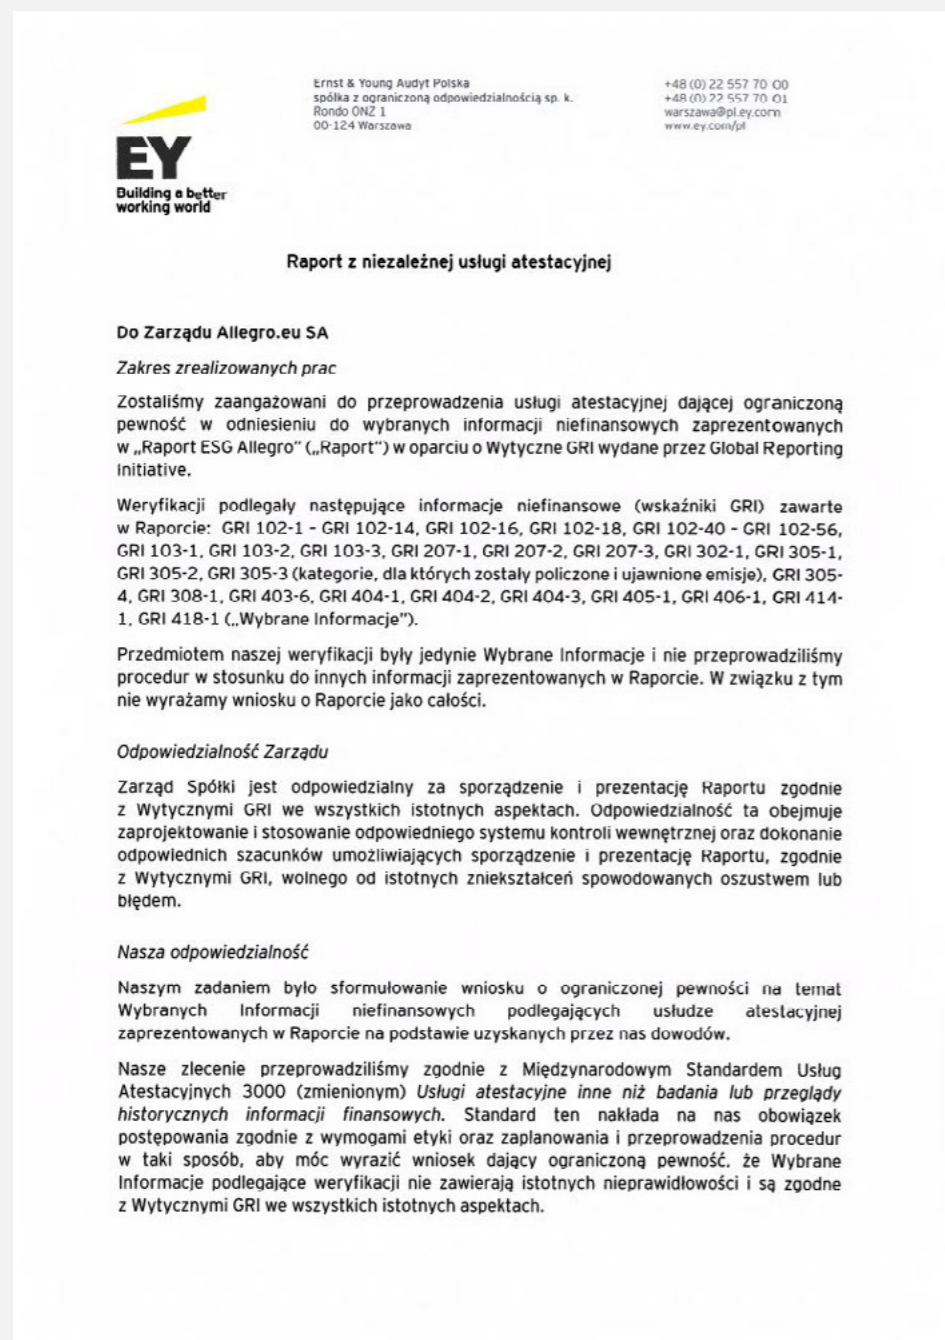 Ernst & Young Audyt Polska
spółka z ograniczoną odpowiedzialnością sp. k.
Rondo ONZ 1
00-124 Warszawa
+48 (0) 22 557 70 00
+48 (0) 22 557 70 01
warszawa@pl.ey.com
www.ey.com/pl
EY
Building a better
working world
Raport z niezależnej usługi atestacyjnej
Do Zarządu Allegro.eu SA
Zakres zrealizowanych prac
Zostaliśmy zaangażowani do przeprowadzenia usługi atestacyjnej dającej ograniczoną
pewność w odniesieniu do wybranych informacji niefinansowych zaprezentowanych
w „Raport ESG Allegro" („Raport") w oparciu o Wytyczne GRI wydane przez Global Reporting
Initiative.
Weryfikacji podlegały następujące informacje niefinansowe (wskaźniki GRI) zawarte
w Raporcie: GRI 102-1 - GRI 102-14, GRI 102-16, GRI 102-18, GRI 102-40 - GRI 102-56,
GRI 103-1, GRI 103-2, GRI 103-3, GRI 207-1, GRI 207-2, GRI 207-3, GRI 302-1, GRI 305-1,
GRI 305-2, GRI 305-3 (kategorie, dla których zostały policzone i ujawnione emisje), GRI 305-
4, GRI 308-1, GRI 403-6, GRI 404-1, GRI 404-2, GRI 404-3, GRI 405-1, GRI 406-1, GRI 414-
1, GRI 418-1 („Wybrane Informacje").
Przedmiotem naszej weryfikacji były jedynie Wybrane Informacje i nie przeprowadziliśmy
procedur w stosunku do innych informacji zaprezentowanych w Raporcie. W związku z tym
nie wyrażamy wniosku o Raporcie jako całości.
Odpowiedzialność Zarządu
Zarząd Spółki jest odpowiedzialny za sporządzenie i prezentację Raportu zgodnie
z Wytycznymi GRI we wszystkich istotnych aspektach. Odpowiedzialność ta obejmuje
zaprojektowanie i stosowanie odpowiedniego systemu kontroli wewnętrznej oraz dokonanie
odpowiednich szacunków umożliwiających sporządzenie i prezentację Raportu, zgodnie
z Wytycznymi GRI, wolnego od istotnych zniekształceń spowodowanych oszustwem lub
błędem.
Nasza odpowiedzialność
Naszym zadaniem było sformułowanie wniosku o ograniczonej pewności na temat
Wybranych Informacji niefinansowych podlegających usłudze atestacyjnej
zaprezentowanych w Raporcie na podstawie uzyskanych przez nas dowodów.
Nasze zlecenie przeprowadziliśmy zgodnie z Międzynarodowym Standardem Usług
Atestacyjnych 3000 (zmienionym) Usługi atestacyjne inne niż badania lub przeglądy
historycznych informacji finansowych. Standard ten nakłada na nas obowiązek
postępowania zgodnie z wymogami etyki oraz zaplanowania i przeprowadzenia procedur
w taki sposób, aby móc wyrazić wniosek dający ograniczoną pewność, że Wybrane
Informacje podlegające weryfikacji nie zawierają istotnych nieprawidłowości i są zgodne
z Wytycznymi GRI we wszystkich istotnych aspektach.